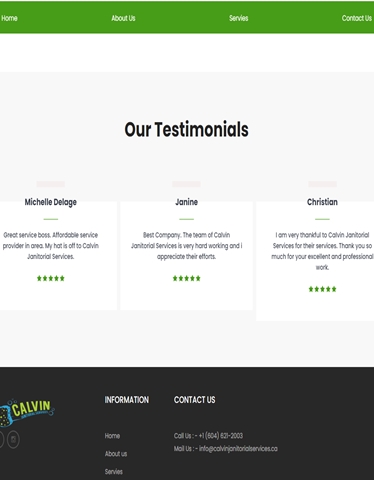 Home About Us Servies Contact Us
Our Testimonials
Michelle Delage
Great service boss. Affordable service
provider in area. My hat is off to Calvin
Janitorial Services.
Janine
Best Company. The team of Calvin
Janitorial Services is very hard working and i
appreciate their efforts.
Christian
I am very thankful to Calvin Janitorial
Services for their services. Thank you so
much for your excellent and professional
work.
CALVIN
INFORMATION
Home
About us
Servies
CONTACT US
Call Us : - +1 (604) 621-2003
Mail Us : - info@calvinjanitorialservices.ca